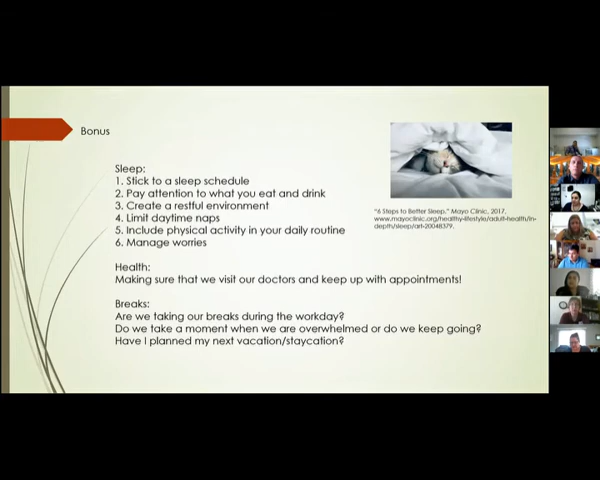 Bonus
Sleep:
1. Stick to a sleep schedule
2. Pay attention to what you eat and drink
3. Create a restful environment
4. Limit daytime naps
5. Include physical activity in your daily routine
6. Manage worries
"6 Steps to Better Sleep." Mayo Clinic, 2017,
www.mayoclinic.org/healthy-lifestyle/adult-health/in-
depth/sleep/art-20048379.
Health:
Making sure that we visit our doctors and keep up with appointments!
Breaks:
Are we taking our breaks during the workday?
Do we take a moment when we are overwhelmed or do we keep going?
Have I planned my next vacation/staycation?